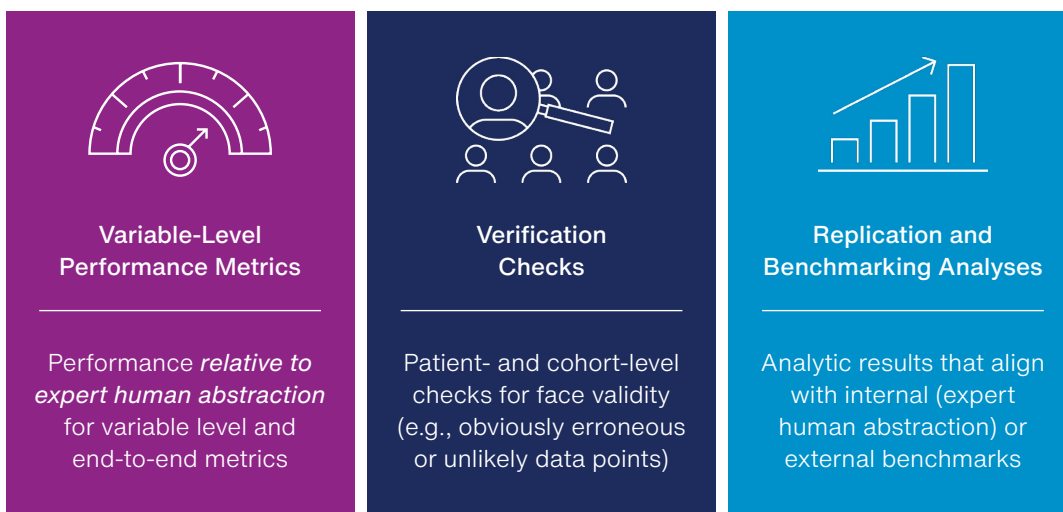 Variable-Level
Performance Metrics
Performance relative to
expert human abstraction
for variable level and
end-to-end metrics
Verification
Checks
Patient- and cohort-level
checks for face validity
(e.g., obviously erroneous
or unlikely data points)
Replication and
Benchmarking Analyses
Analytic results that align
with internal (expert
human abstraction) or
external benchmarks